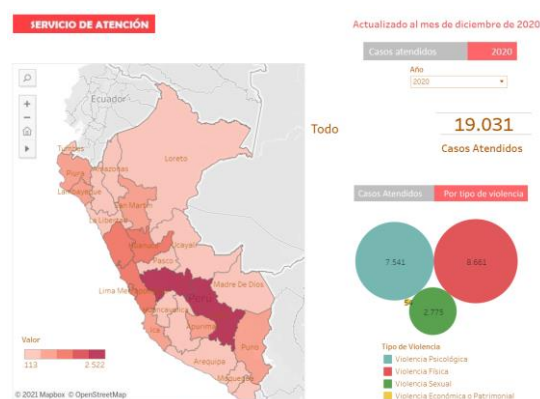 SERVICIO DE ATENCIÓN
Actualizado al mes de diciembre de 2020
Casos atendidos 2020
Año
2020
Ecuador
Todo
19.031
Casos Atendidos
Tumbes
Piura
Amazonas
Loreto
Lambayeque
San Martín
La Libertad
Huánuco
Ucayali
Pasco
Lima Metropolitana
Madre De Dios
Perú
Huancavelica
Apurímac
Ica
Puno
Arequipa
Moquegua
Casos Atendidos Por tipo de violencia
7.541
8.661
54
2.775
Valor
113 2.522
Tipo de Violencia
Violencia Psicológica
Violencia Física
Violencia Sexual
Violencia Económica o Patrimonial
© 2021 Mapbox © OpenStreetMap